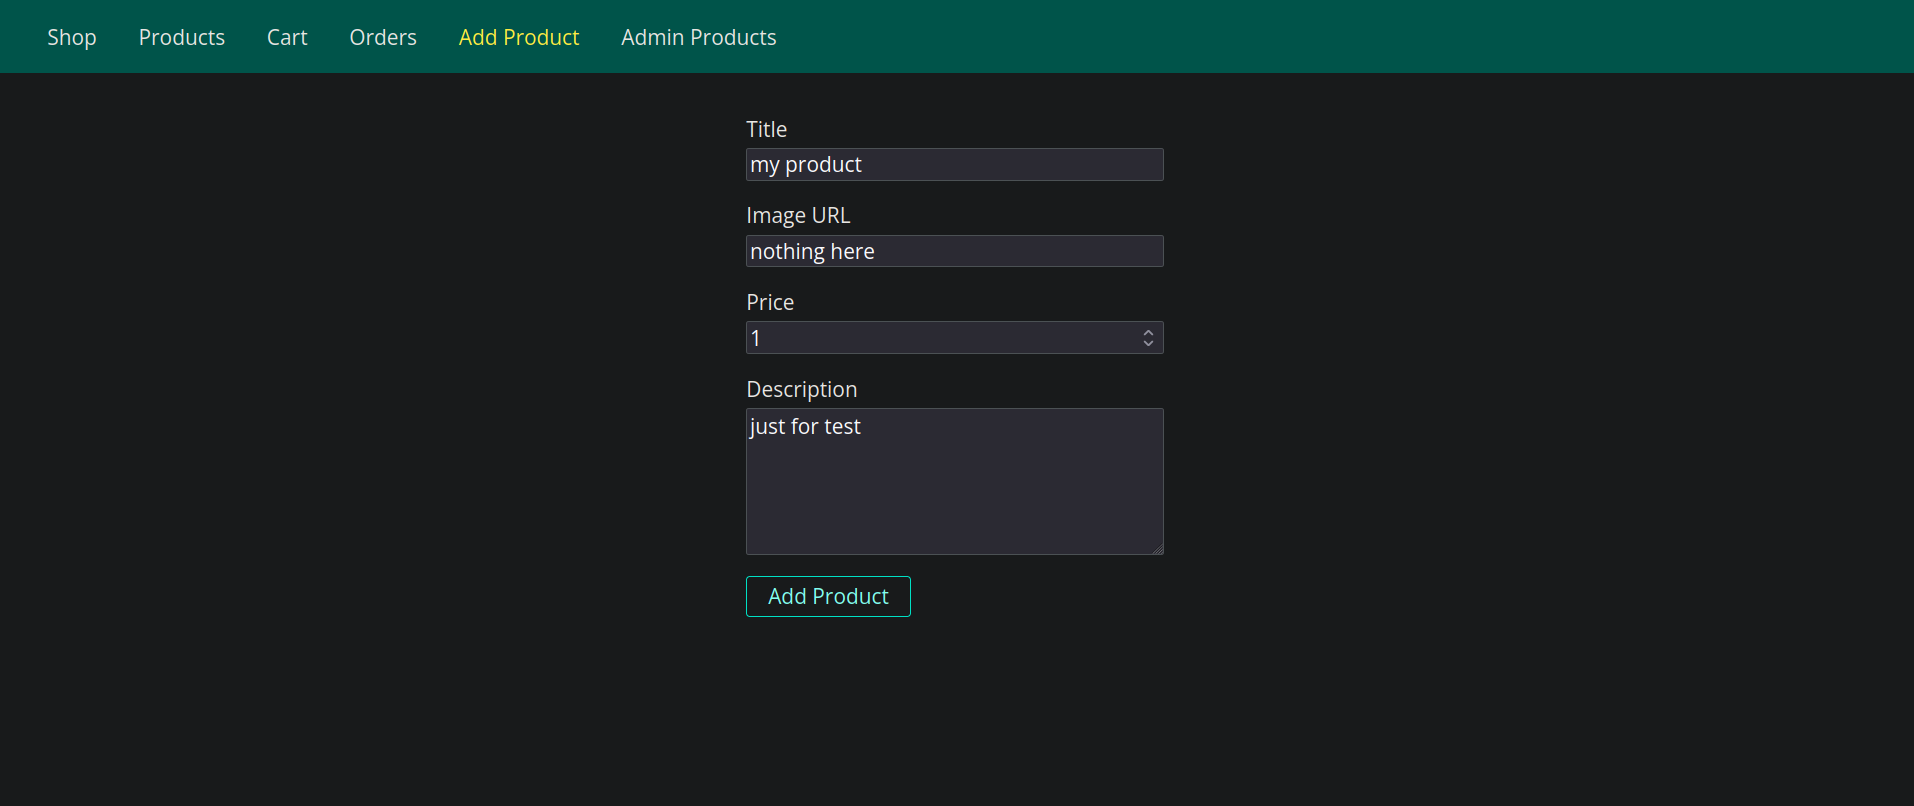 Shop Products Cart Orders Add Product Admin Products
Title
my product
Image URL
nothing here
Price
1
Description
just for test
Add Product